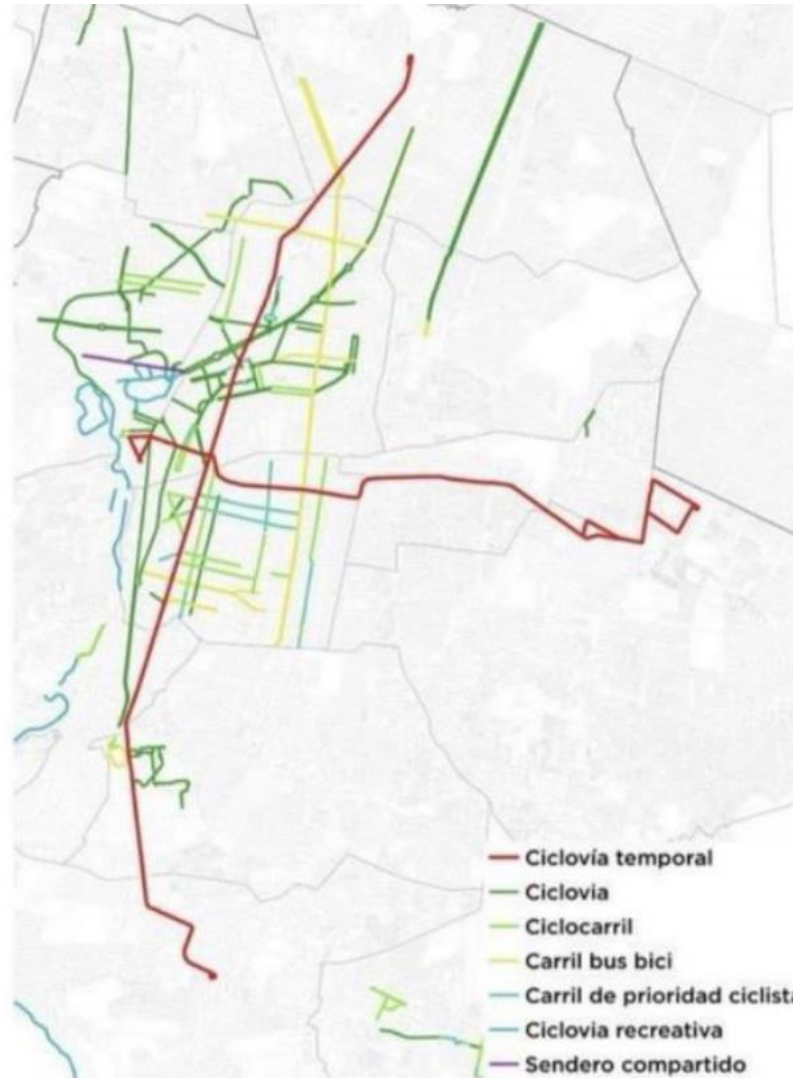 Ciclovía temporal
Ciclovia
Ciclocarril
Carril bus bici
Carril de prioridad ciclista
Ciclovia recreativa
Sendero compartido